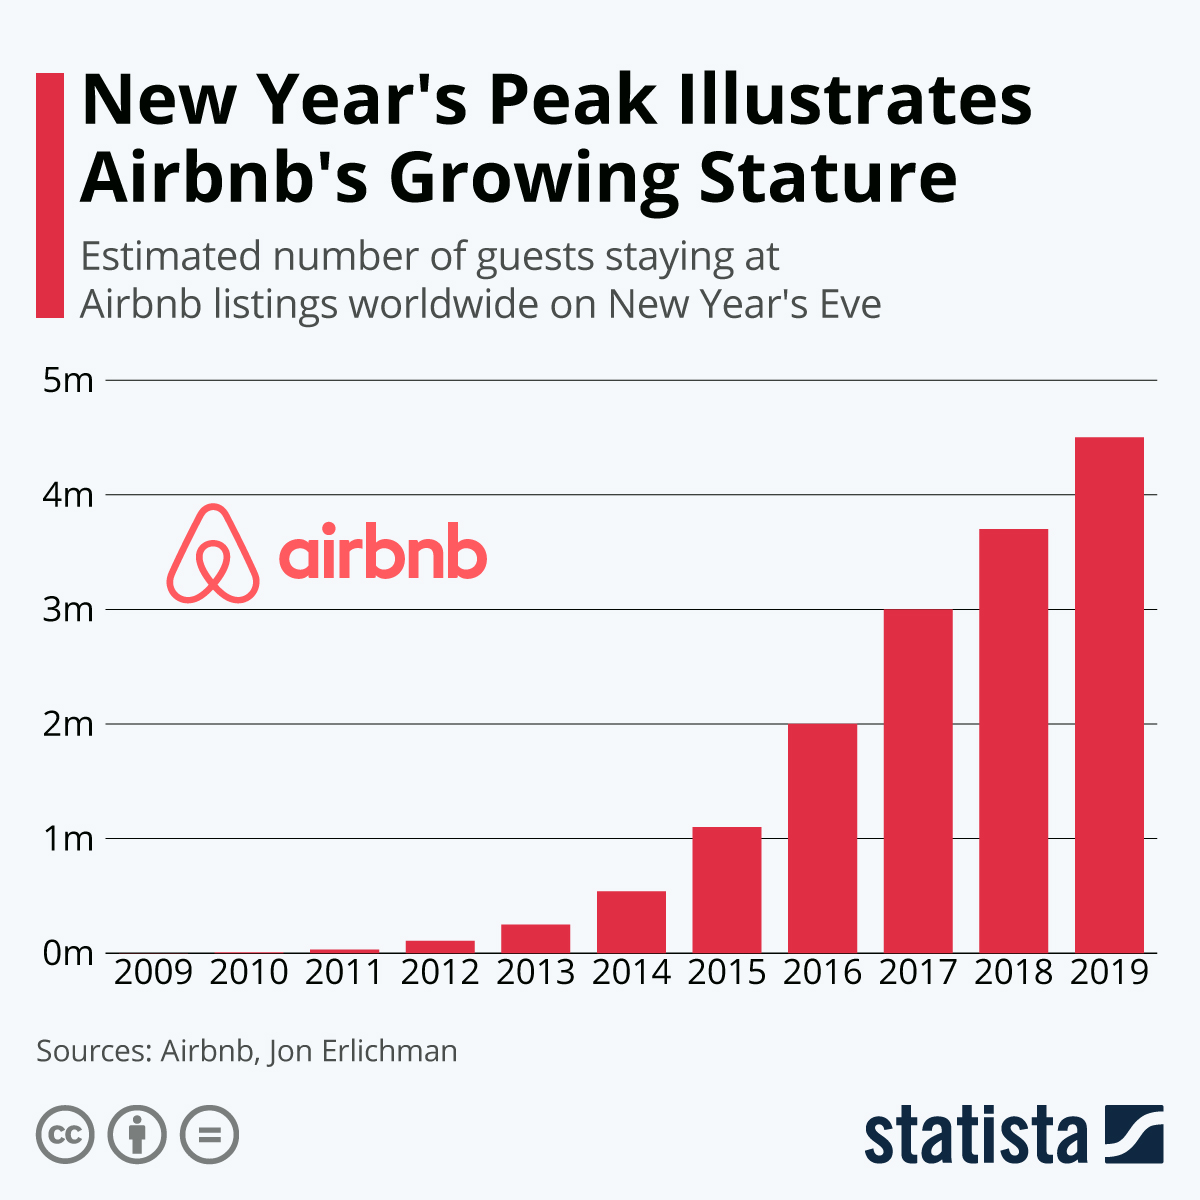 New Year's Peak Illustrates
Airbnb's Growing Stature
Estimated number of guests staying at
Airbnb listings worldwide on New Year's Eve
5m
4m
airbnb
3m
2m
1m
0m
2009 2010 2011 2012 2013 2014 2015 2016 2017 2018 2019
Sources: Airbnb, Jon Erlichman
cc = statista